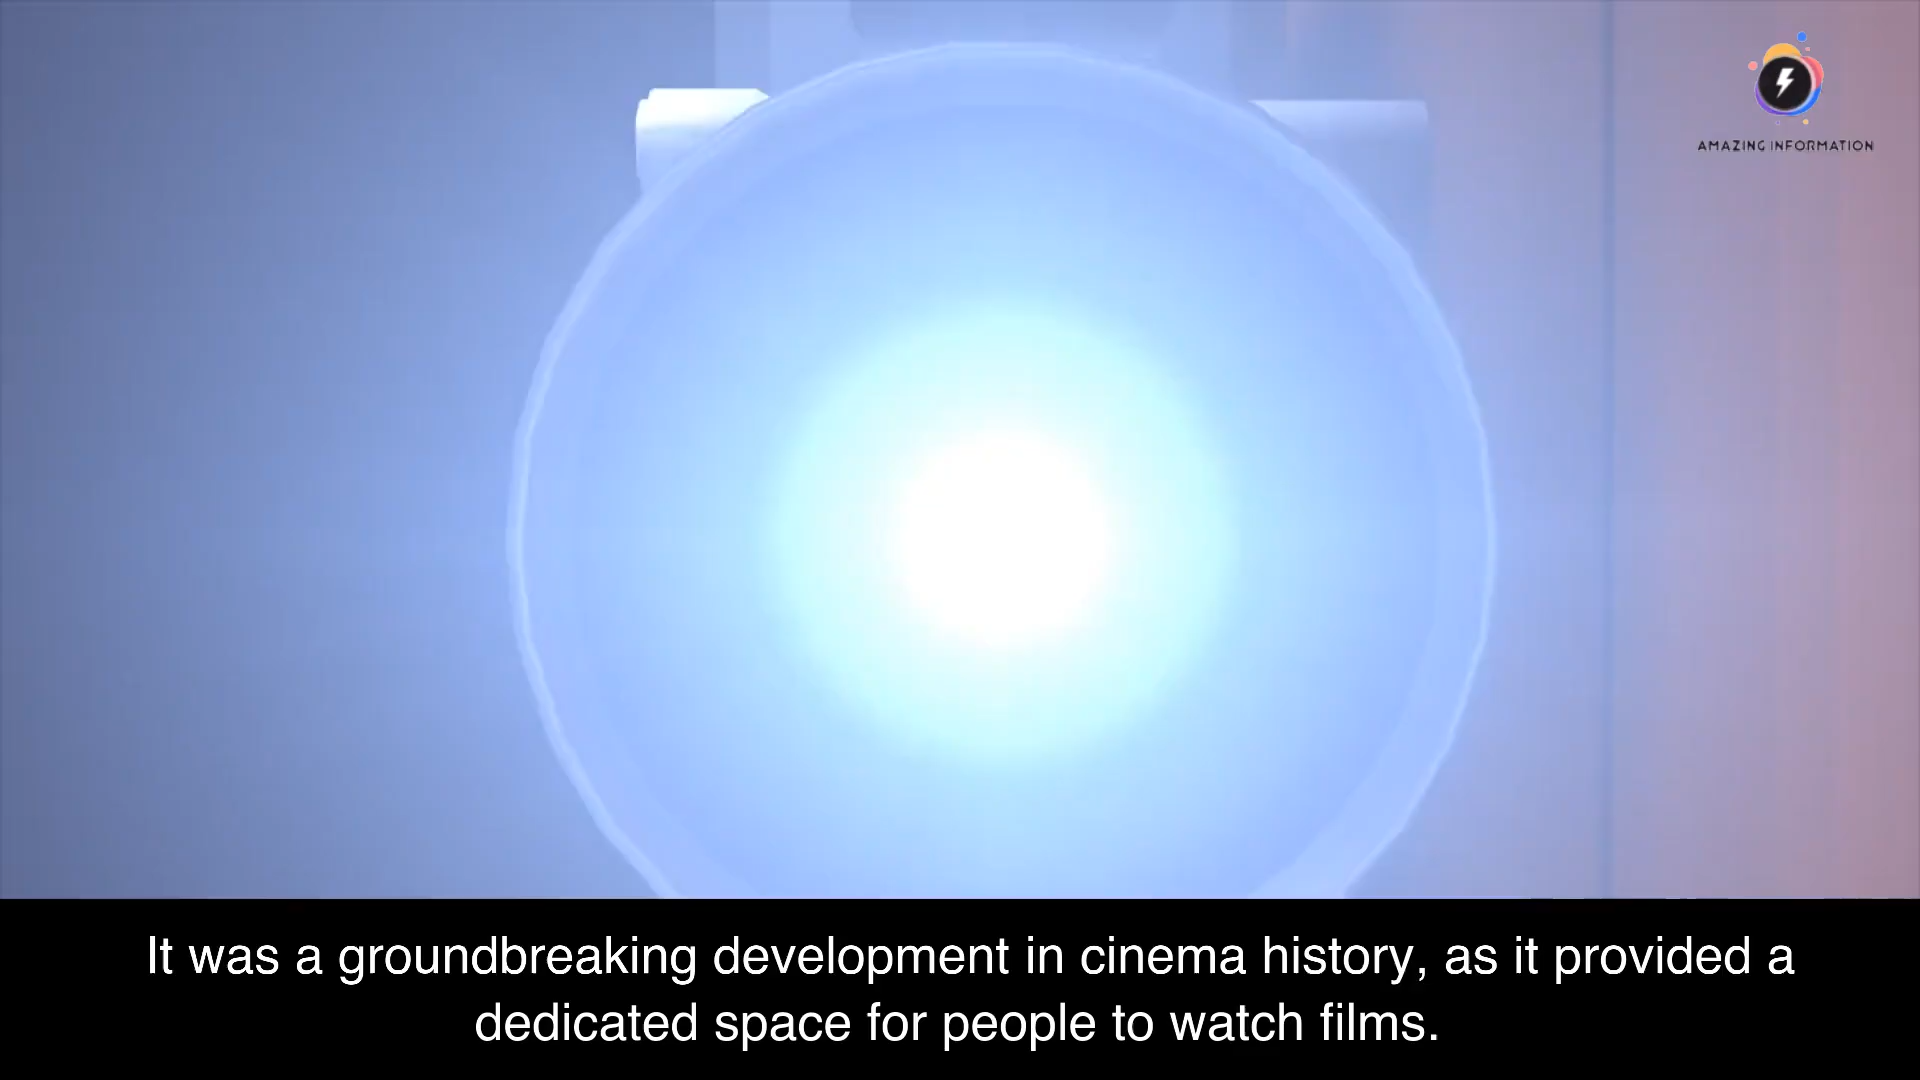 AMAZING INFORMATION
It was a groundbreaking development in cinema history, as it provided a
dedicated space for people to watch films.